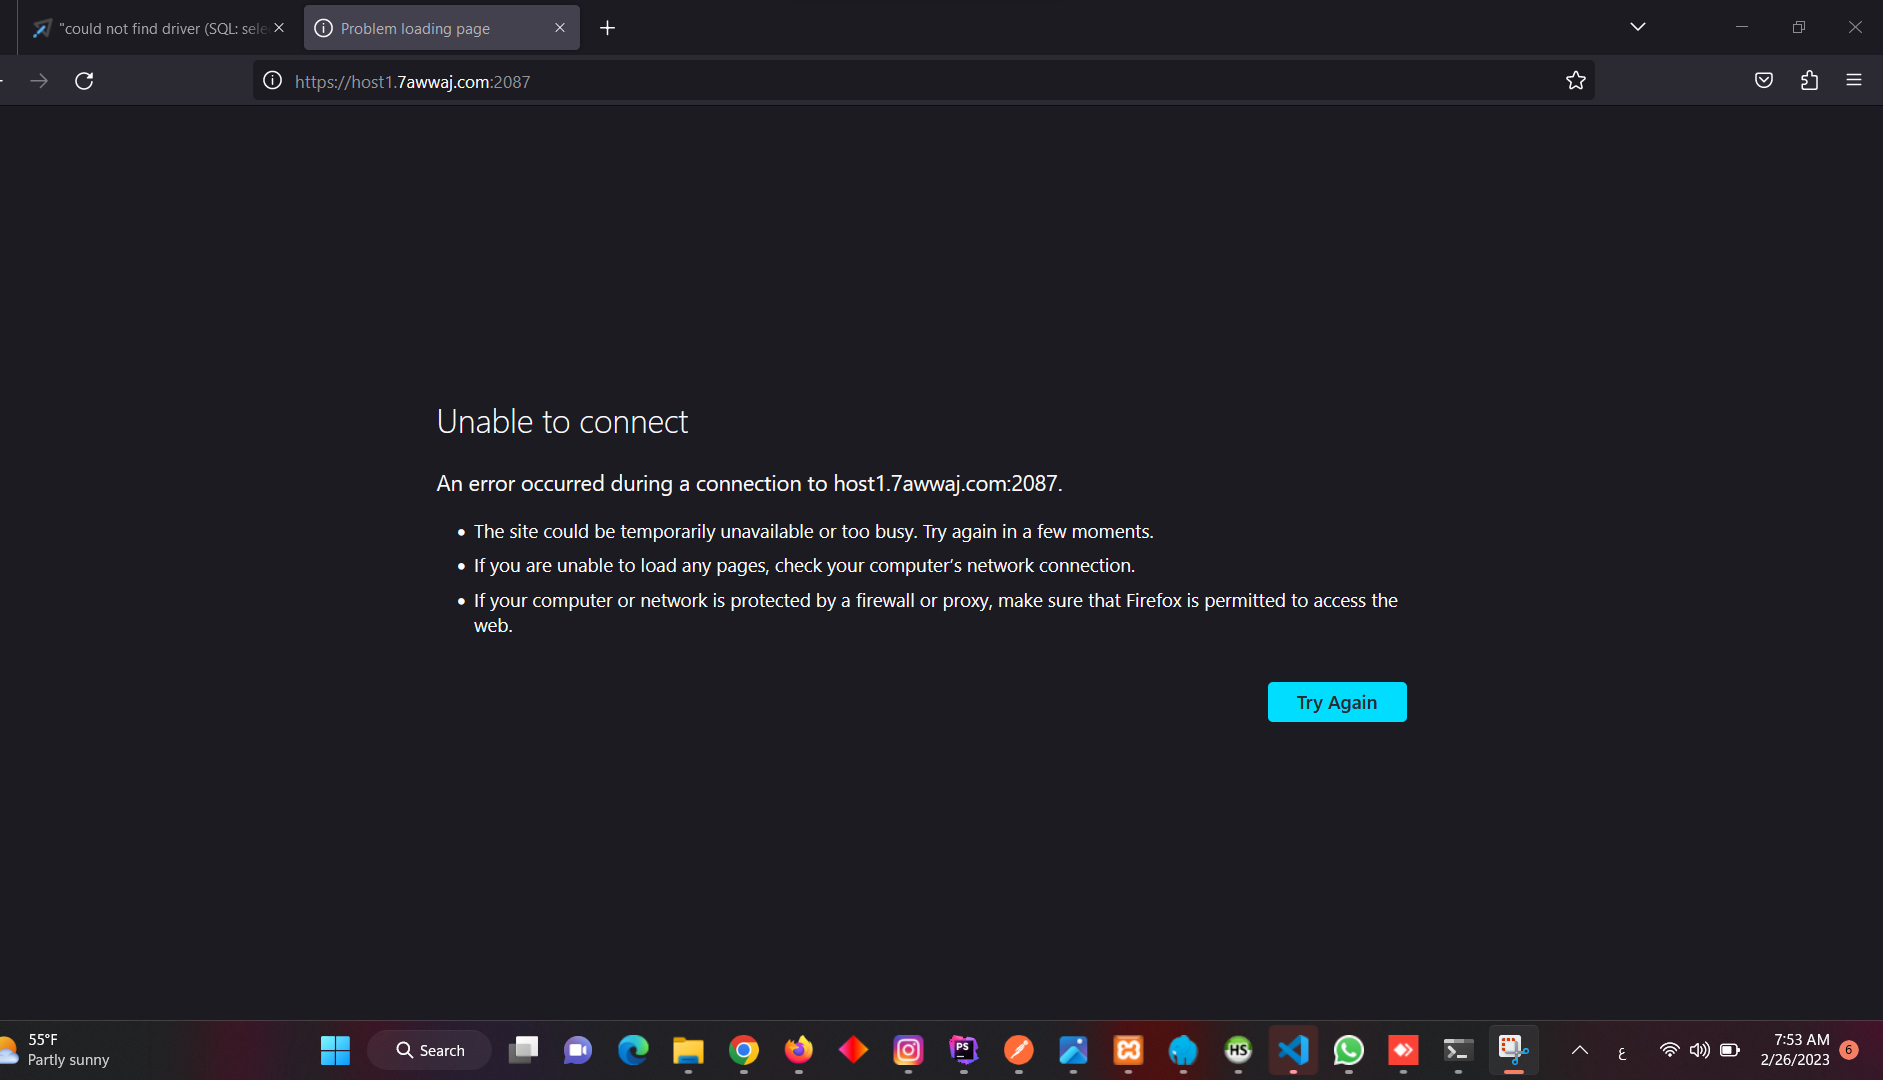 "could not find driver (SQL: sele
Problem loading page
https://host1.7awwaj.com:2087
Unable to connect
An error occurred during a connection to host1.7awwaj.com:2087.
• The site could be temporarily unavailable or too busy. Try again in a few moments.
• If you are unable to load any pages, check your computer’s network connection.
• If your computer or network is protected by a firewall or proxy, make sure that Firefox is permitted to access the
web.
Try Again
55°F
Partly sunny
Search
PS
HS
ع
7:53 AM
2/26/2023
6